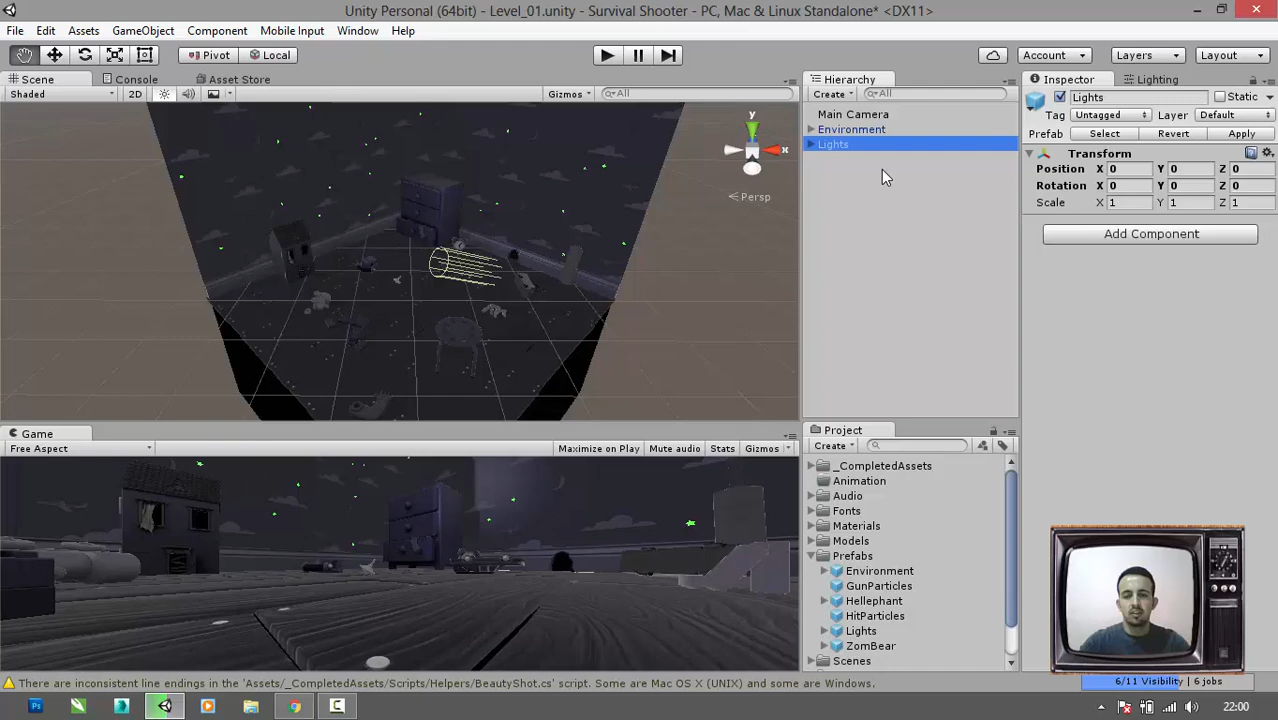 Unity Personal (64bit) - Level_01.unity - Survival Shooter - PC, Mac & Linux Standalone* <DX11>
File Edit Assets GameObject Component Mobile Input Window Help
Pivot Local Account Layers Layout
Scene Console Asset Store
Shaded 2D Gizmos All
Hierarchy
Create All
Main Camera
Environment
Lights
Inspector Lighting
Lights Static
Tag Untagged Layer Default
Prefab Select Revert Apply
Transform
Position X 0 Y 0 Z 0
Rotation X 0 Y 0 Z 0
Scale X 1 Y 1 Z 1
Add Component
y
x
Persp
Game
Free Aspect Maximize on Play Mute audio Stats Gizmos
Project
Create
_CompletedAssets
Animation
Audio
Fonts
Materials
Models
Prefabs
Environment
GunParticles
Hellephant
HitParticles
Lights
ZomBear
Scenes
There are inconsistent line endings in the 'Assets/_CompletedAssets/Scripts/Helpers/BeautyShot.cs' script. Some are Mac OS X (UNIX) and some are Windows.
6/11 Visibility | 6 jobs
22:00